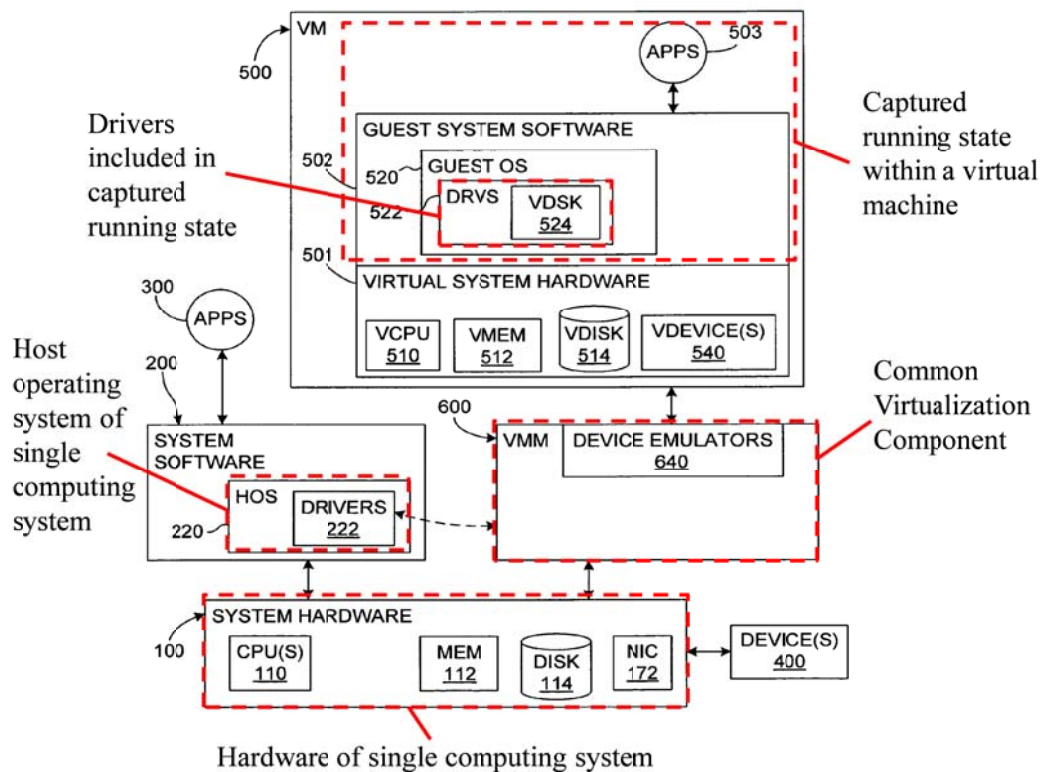 VM
503
500
APPS
Drivers
included in
captured
running state
Captured
running state
within a virtual
machine
GUEST SYSTEM SOFTWARE
502
GUEST OS
520
DRVS
522
VDSK
524
501
VIRTUAL SYSTEM HARDWARE
VCPU
510
VMEM
512
VDISK
514
VDEVICE(S)
540
300
APPS
Host
operating
system of
single
computing
system
200
SYSTEM
SOFTWARE
HOS
220
DRIVERS
222
600
VMM
DEVICE EMULATORS
640
Common
Virtualization
Component
SYSTEM HARDWARE
100
CPU(S)
110
MEM
112
DISK
114
NIC
172
DEVICE(S)
400
Hardware of single computing system